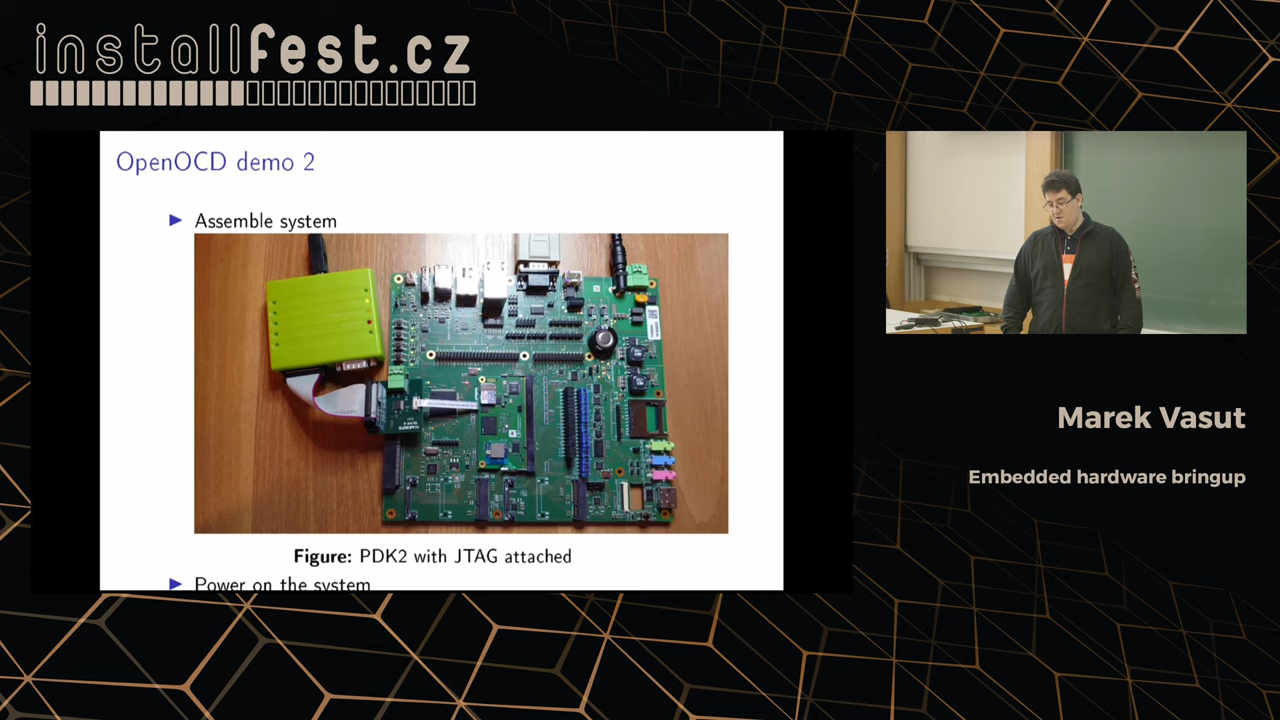 installfest.cz
OpenOCD demo 2
Assemble system
Figure: PDK2 with JTAG attached
Power on the system
Marek Vasut
Embedded hardware bringup